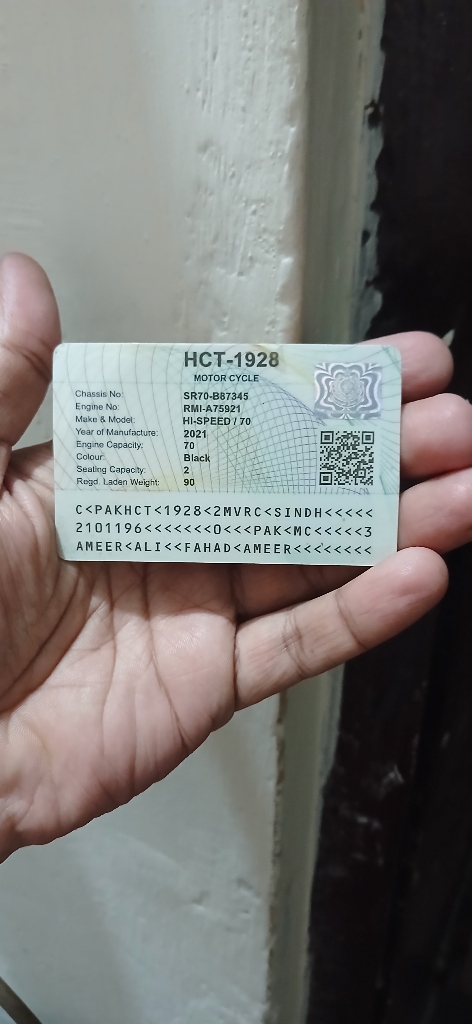 HCT-1928
MOTOR CYCLE
Chassis No: SR70-B87345
Engine No: RMI-A75921
Make & Model: HI-SPEED / 70
Year of Manufacture: 2021
Engine Capacity: 70
Colour: Black
Seating Capacity: 2
Regd. Laden Weight: 90
C<PAKHCT<1928<2MVRC<SINDH<<<<<
2101196<<<<<<<0<<PAK<MC<<<<<3
AMEER<ALI<<FAHAD<AMEER<<<<<<<<